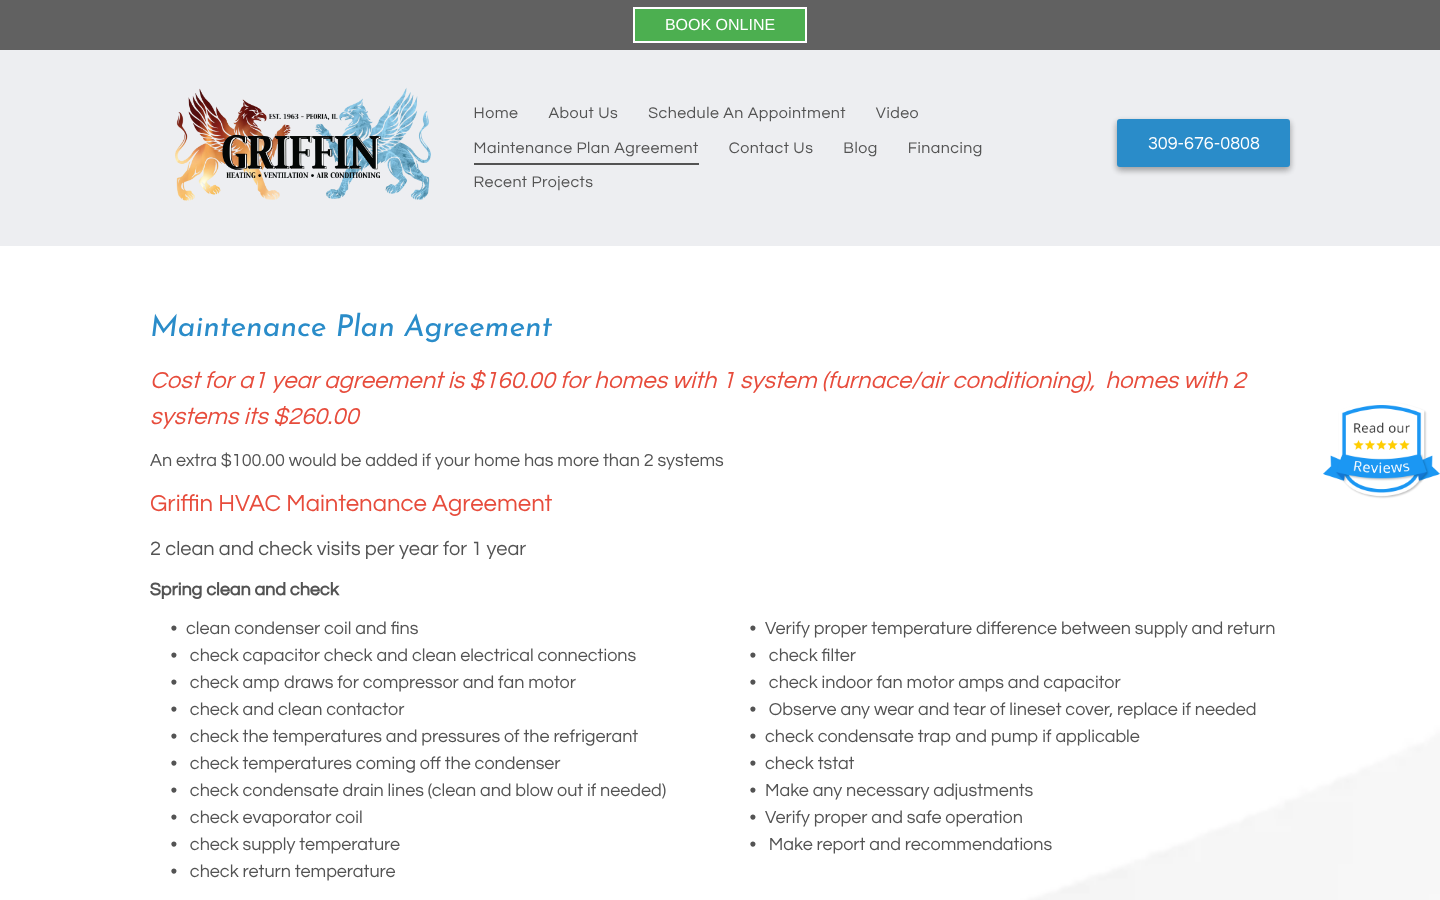 BOOK ONLINE
EST. 1963 - PEORIA, IL
GRIFFIN
HEATING • VENTILATION • AIR CONDITIONING
Home About Us Schedule An Appointment Video
Maintenance Plan Agreement Contact Us Blog Financing
Recent Projects
309-676-0808
Maintenance Plan Agreement
Cost for a1 year agreement is $160.00 for homes with 1 system (furnace/air conditioning), homes with 2
systems its $260.00
An extra $100.00 would be added if your home has more than 2 systems
Read our
Reviews
Griffin HVAC Maintenance Agreement
2 clean and check visits per year for 1 year
Spring clean and check
• clean condenser coil and fins
• check capacitor check and clean electrical connections
• check amp draws for compressor and fan motor
• check and clean contactor
• check the temperatures and pressures of the refrigerant
• check temperatures coming off the condenser
• check condensate drain lines (clean and blow out if needed)
• check evaporator coil
• check supply temperature
• check return temperature
• Verify proper temperature difference between supply and return
• check filter
• check indoor fan motor amps and capacitor
• Observe any wear and tear of lineset cover, replace if needed
• check condensate trap and pump if applicable
• check tstat
• Make any necessary adjustments
• Verify proper and safe operation
• Make report and recommendations